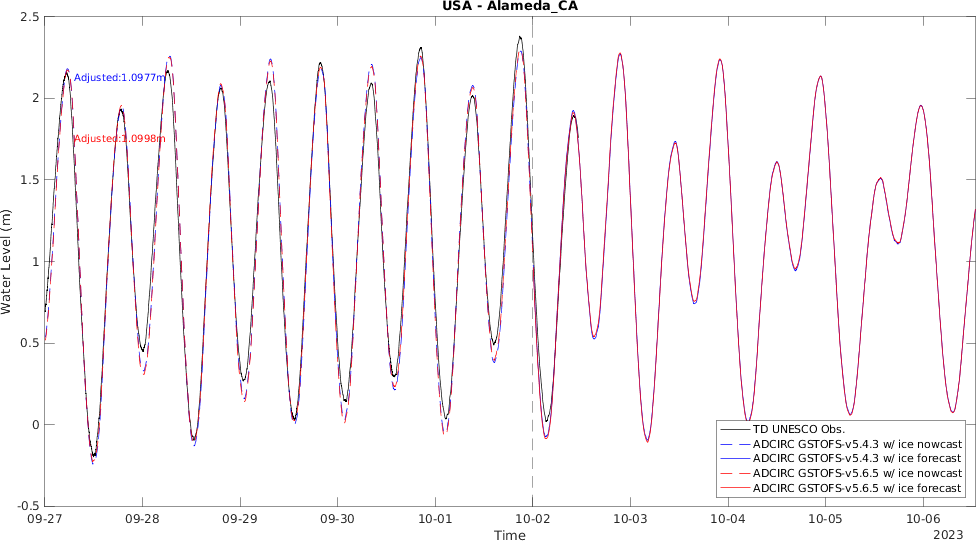 USA - Alameda_CA
2.5
2
1.5
1
0.5
0
-0.5
Water Level (m)
Adjusted:1.0977m
Adjusted:1.0998m
TD UNESCO Obs.
ADCIRC GSTOFS-v5.4.3 w/ ice nowcast
ADCIRC GSTOFS-v5.4.3 w/ ice forecast
ADCIRC GSTOFS-v5.6.5 w/ ice nowcast
ADCIRC GSTOFS-v5.6.5 w/ ice forecast
09-27 09-28 09-29 09-30 10-01 10-02 10-03 10-04 10-05 10-06
Time
2023